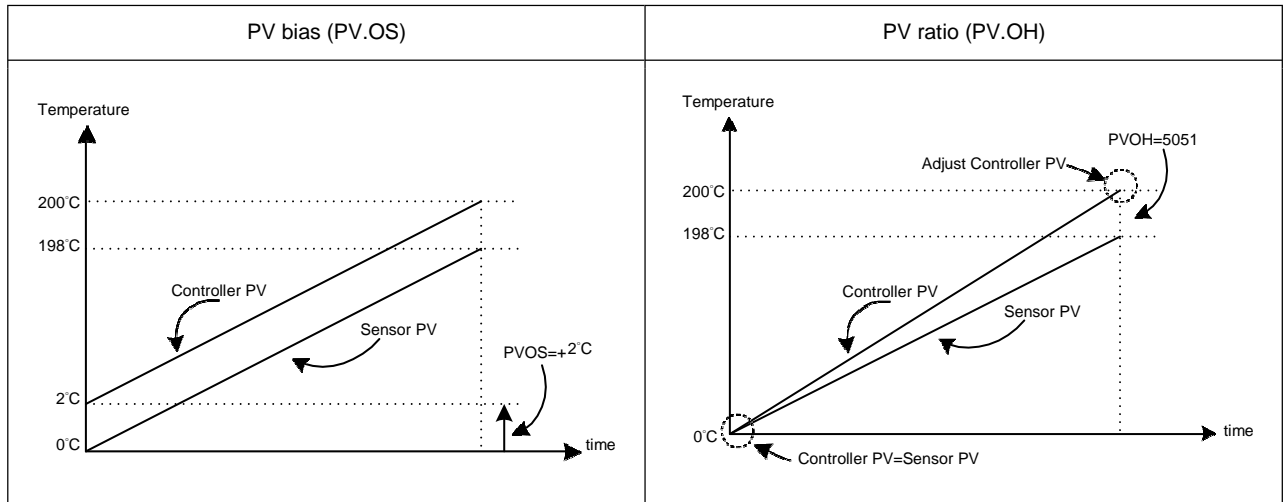 PV bias (PV.OS)
PV ratio (PV.OH)
Temperature
200°C
198°C
Controller PV
Sensor PV
PVOS=+2°C
2°C
0°C
time
Temperature
PVOH=5051
Adjust Controller PV
200°C
198°C
Controller PV
Sensor PV
0°C
time
Controller PV=Sensor PV